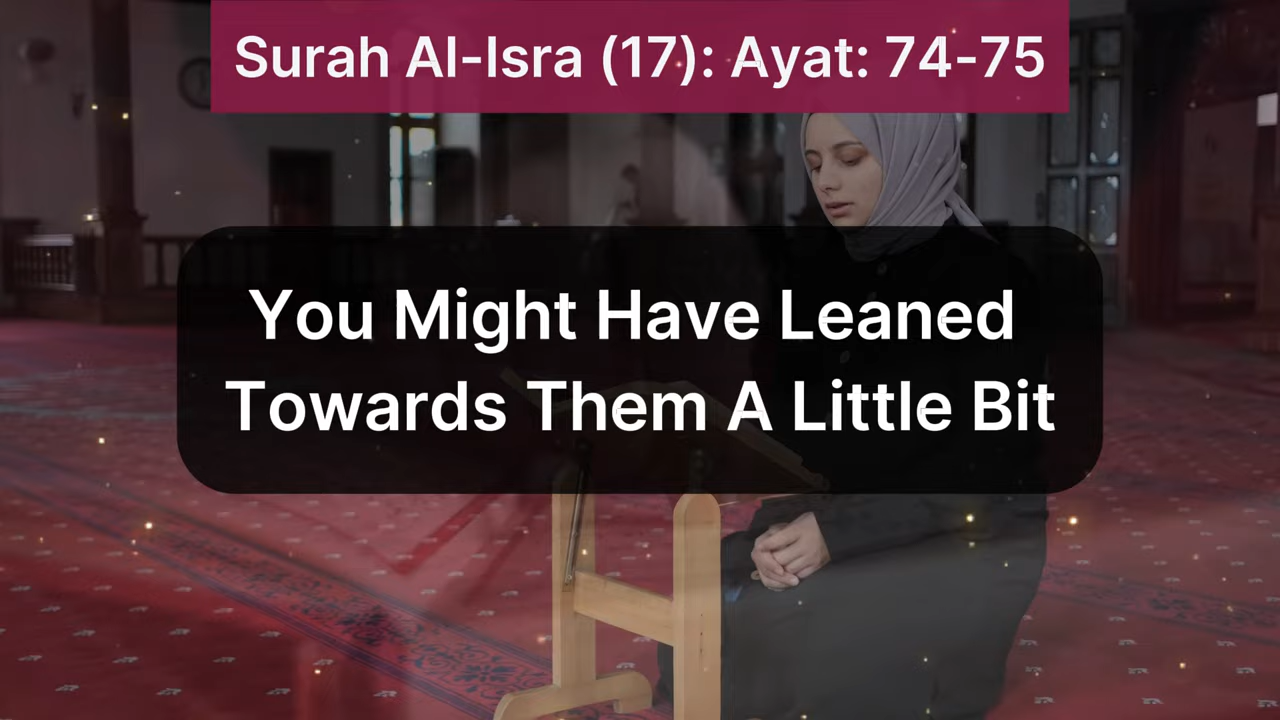 Surah Al-Isra (17): Ayat: 74-75
You Might Have Leaned
Towards Them A Little Bit